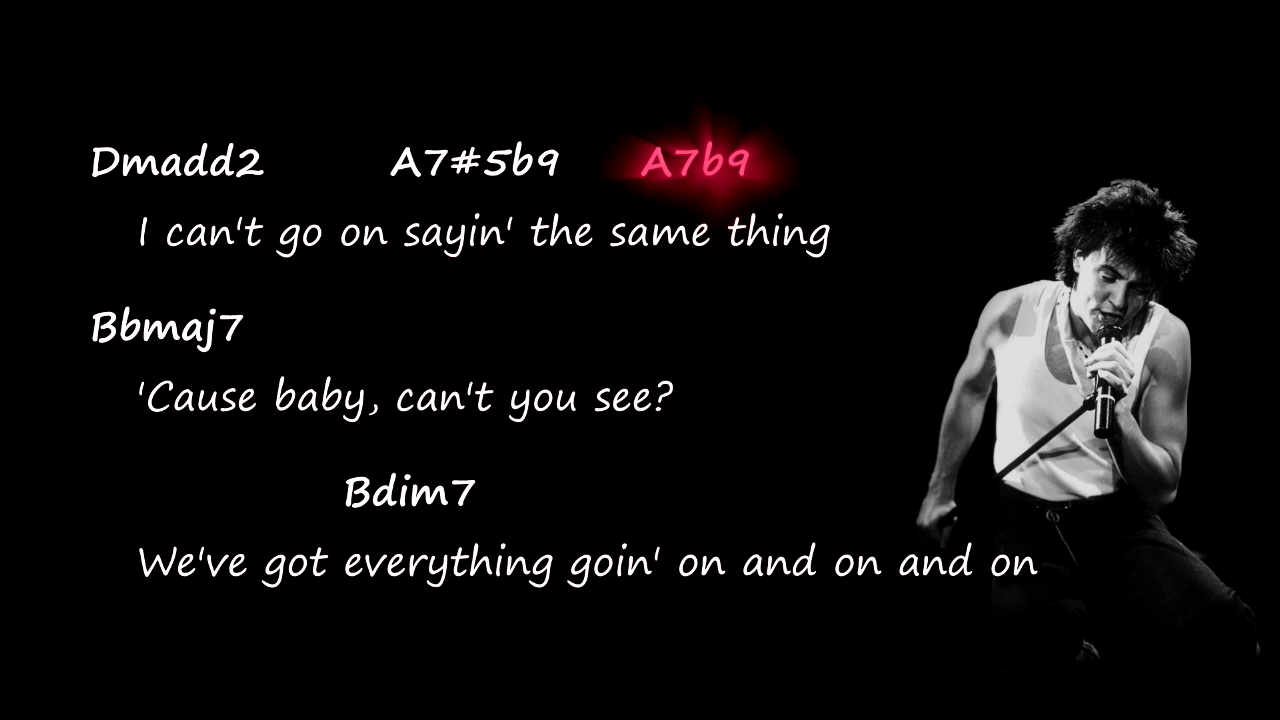 Dmadd2 A7#5b9 A7b9
I can't go on sayin' the same thing
Bbmaj7
'Cause baby, can't you see?
Bdim7
We've got everything goin' on and on and on